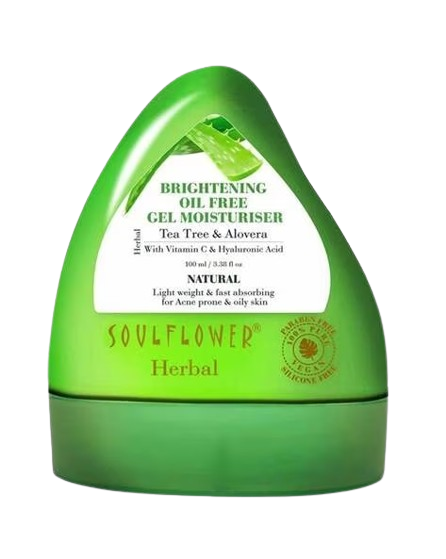 BRIGHTENING
OIL FREE
GEL MOISTURISER
Herbal
Tea Tree & Alovera
With Vitamin C & Hyaluronic Acid
100 ml / 3.38 fl oz
NATURAL
Light weight & fast absorbing
for Acne prone & oily skin
SOULFLOWER®
Herbal
PARABEN FREE
100% PURE
VEGAN
SILICONE FREE